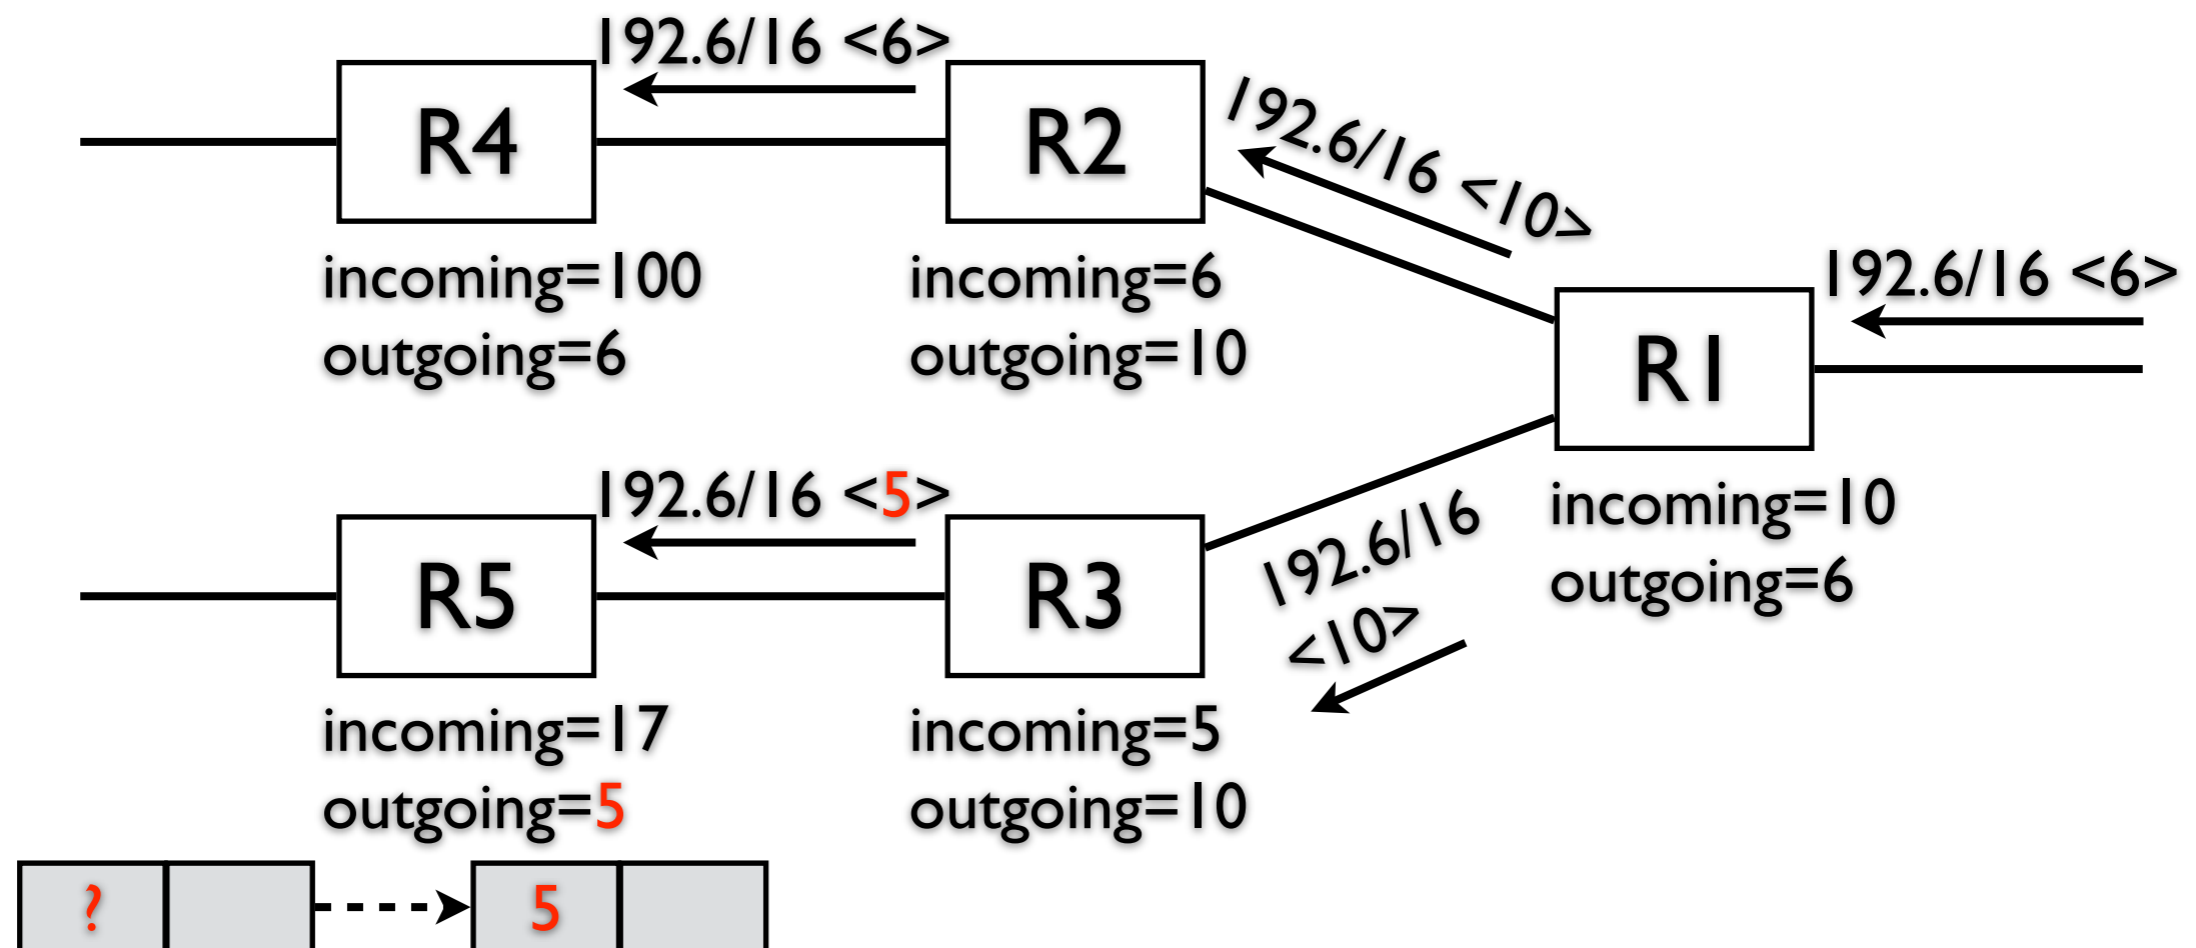 192.6/16 <6>
R4
R2
192.6/16 <10>
incoming=100
outgoing=6
incoming=6
outgoing=10
192.6/16 <6>
R1
incoming=10
outgoing=6
192.6/16 <5>
R5
R3
192.6/16
<10>
incoming=17
outgoing=5
incoming=5
outgoing=10
?
5